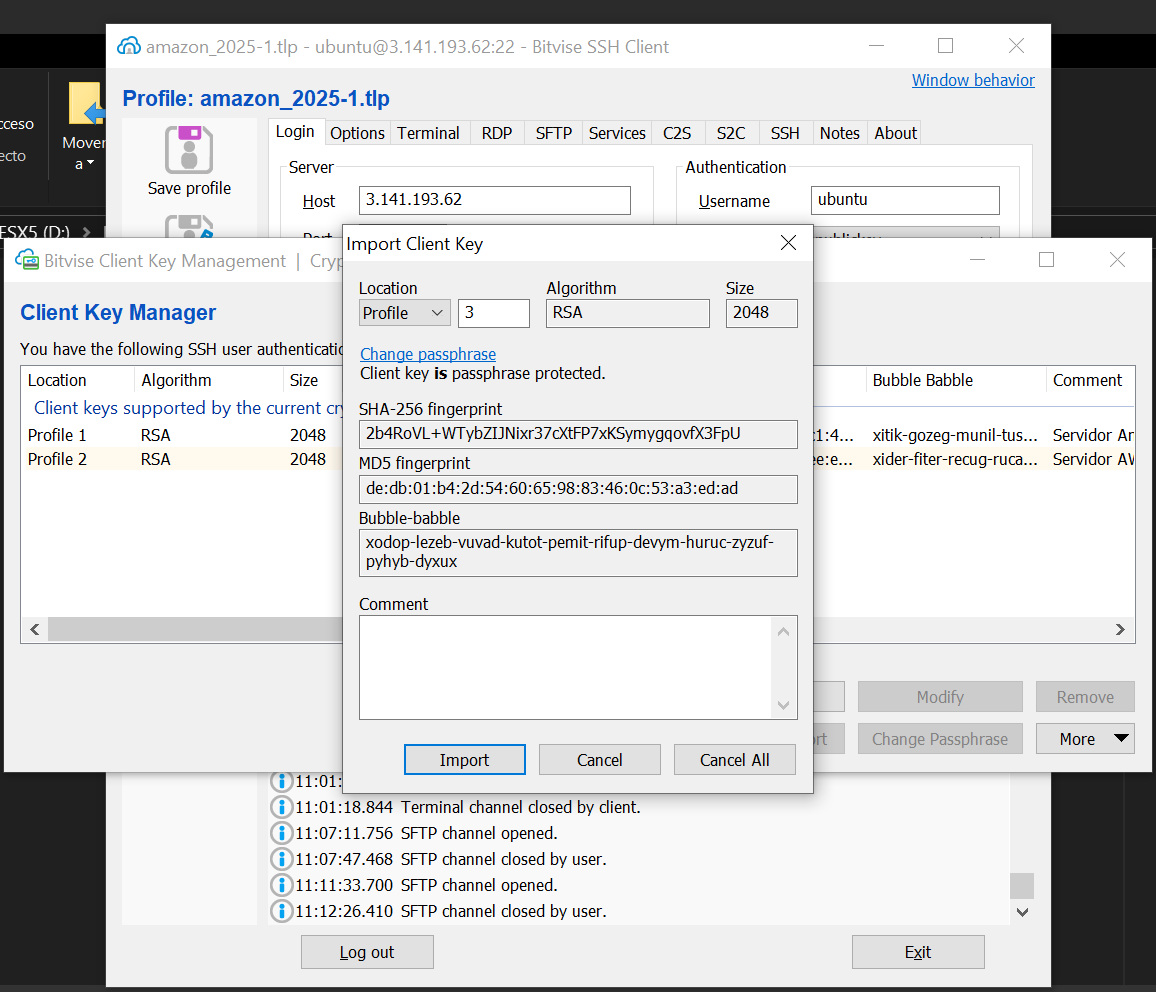 amazon_2025-1.tlp - ubuntu@3.141.193.62:22 - Bitvise SSH Client
Window behavior
Profile: amazon_2025-1.tlp
Login Options Terminal RDP SFTP Services C2S S2C SSH Notes About
Save profile
Server
Host 3.141.193.62
Authentication
Username ubuntu
Mover
a
ESX5 (D:)
Bitvise Client Key Management | Cryp
Client Key Manager
You have the following SSH user authentica
Location Algorithm Size Bubble Babble Comment
Client keys supported by the current cry
Profile 1 RSA 2048 :1:4... xitik-gozeg-munil-tus... Servidor
Profile 2 RSA 2048 ee:e... xider-fiter-recug-ruca... Servidor AW
Modify Remove
Change Passphrase More
Import Client Key
Location Algorithm Size
Profile 3 RSA 2048
Change passphrase
Client key is passphrase protected.
SHA-256 fingerprint
2b4RoVL+WTybZIJNixr37cXtFP7xKSymygqovfX3FpU
MD5 fingerprint
de:db:01:b4:2d:54:60:65:98:83:46:0c:53:a3:ed:ad
Bubble-babble
xodop-lezeb-vuvad-kutot-pemit-rifup-devym-huruc-zyzuf-
pyhyb-dyxux
Comment
Import Cancel Cancel All
11:01:
11:01:18.844 Terminal channel closed by client.
11:07:11.756 SFTP channel opened.
11:07:47.468 SFTP channel closed by user.
11:11:33.700 SFTP channel opened.
11:12:26.410 SFTP channel closed by user.
Log out Exit